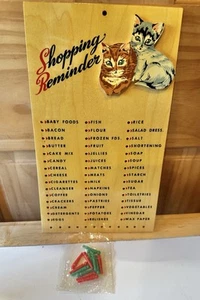 Shopping
Reminder
BABY FOODS
BACON
BREAD
BUTTER
CAKE MIX
CANDY
CEREAL
CHEESE
CIGARETTES
CLEANSER
COFFEE
CRACKERS
CREAM
DETERGENTS
FISH
FLOUR
FROZEN FDS.
FRUIT
JELLIES
JUICES
MATCHES
MEATS
MILK
NAPKINS
ONIONS
PASTRIES
PEPPER
POTATOES
RICE
SALAD DRESS.
SALT
SHORTENING
SOAP
SOUP
SPICES
STARCH
SUGAR
TEA
TOILETRIES
TISSUE
VEGETABLES
VINEGAR
WAX PAPER